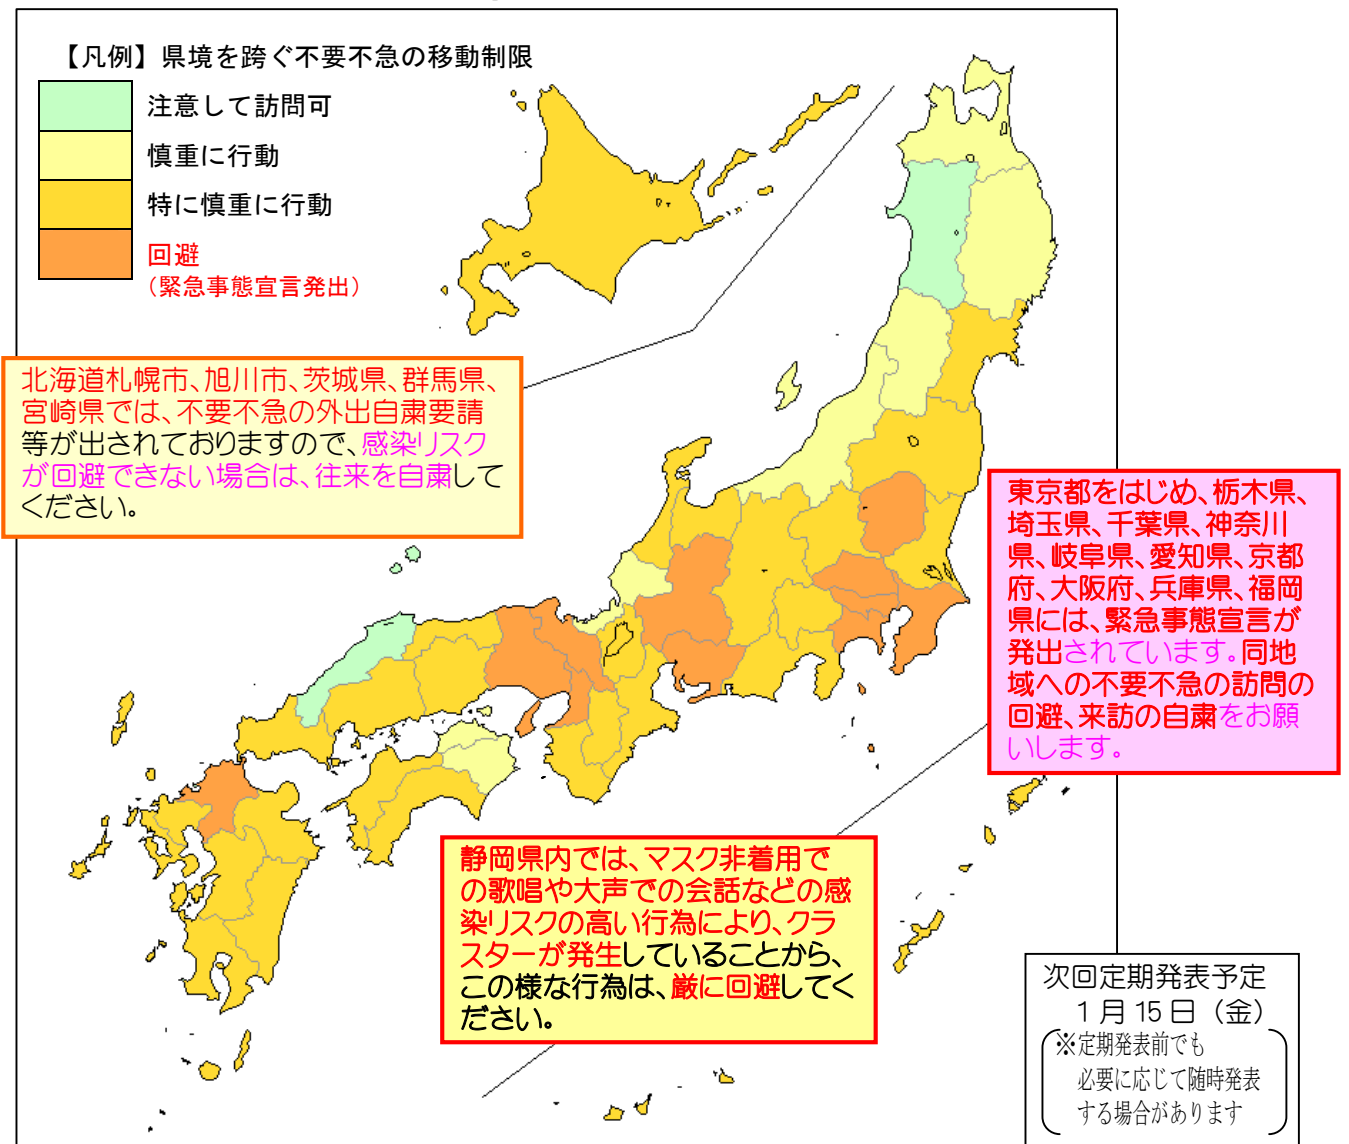 【凡例】県境を跨ぐ不要不急の移動制限
注意して訪問可
慎重に行動
特に慎重に行動
回避
（緊急事態宣言発出）
北海道札幌市、旭川市、茨城県、群馬県、
宮崎県では、不要不急の外出自粛要請
等が出されておりますので、感染リスク
が回避できない場合は、往来を自粛して
ください。
東京都をはじめ、栃木県、
埼玉県、千葉県、神奈川
県、岐阜県、愛知県、京都
府、大阪府、兵庫県、福岡
県には、緊急事態宣言が
発出されています。同地
域への不要不急の訪問の
回避、来訪の自粛をお願
いします。
静岡県内では、マスク非着用で
の歌唱や大声での会話などの感
染リスクの高い行為により、クラ
スターが発生していることから、
この様な行為は、厳に回避してく
ださい。
次回定期発表予定
１月15日（金）
※定期発表前でも
必要に応じて随時発表
する場合があります